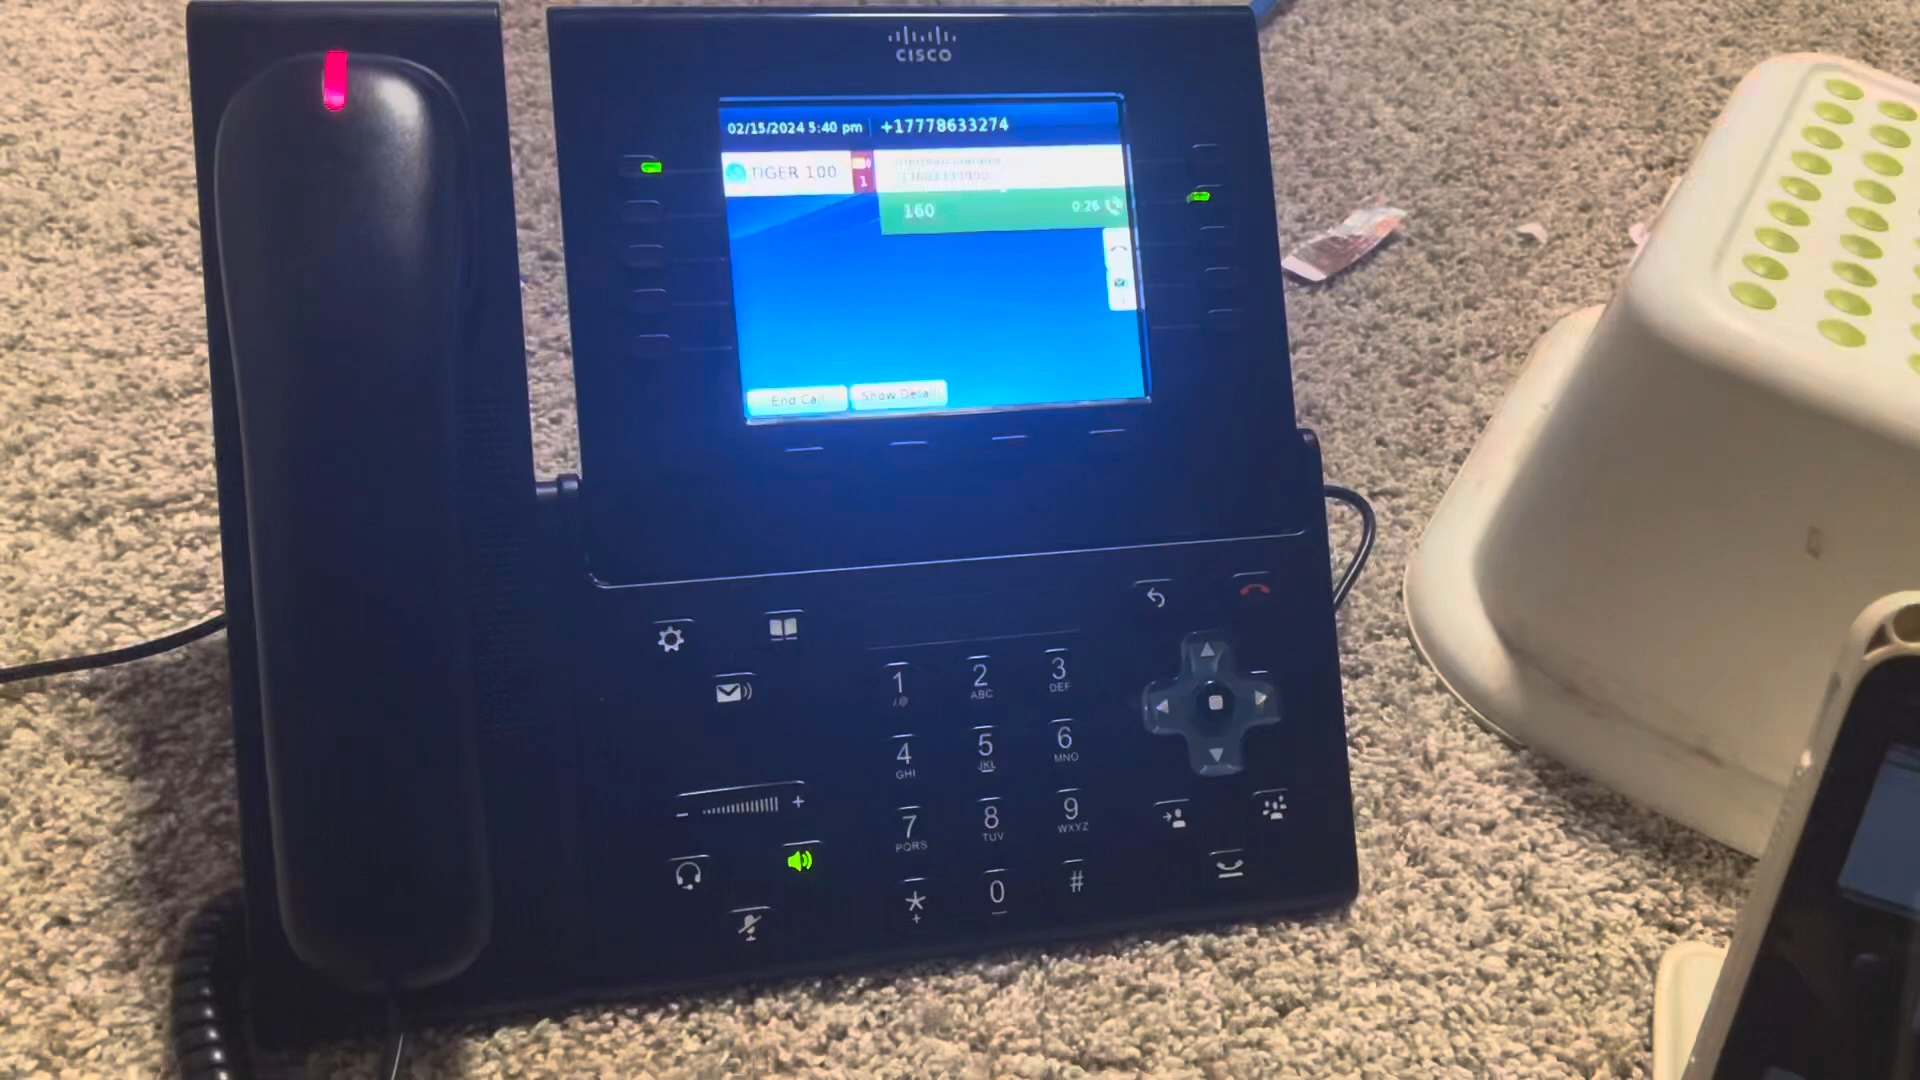 CISCO
02/15/2024 5:40 pm
+17778633274
TIGER 100
1
160
0:26
End Call
Show Detail
1
/.@
2
ABC
3
DEF
4
GHI
5
JKL
6
MNO
7
PQRS
8
TUV
9
WXYZ
*
+
0
#
-
+